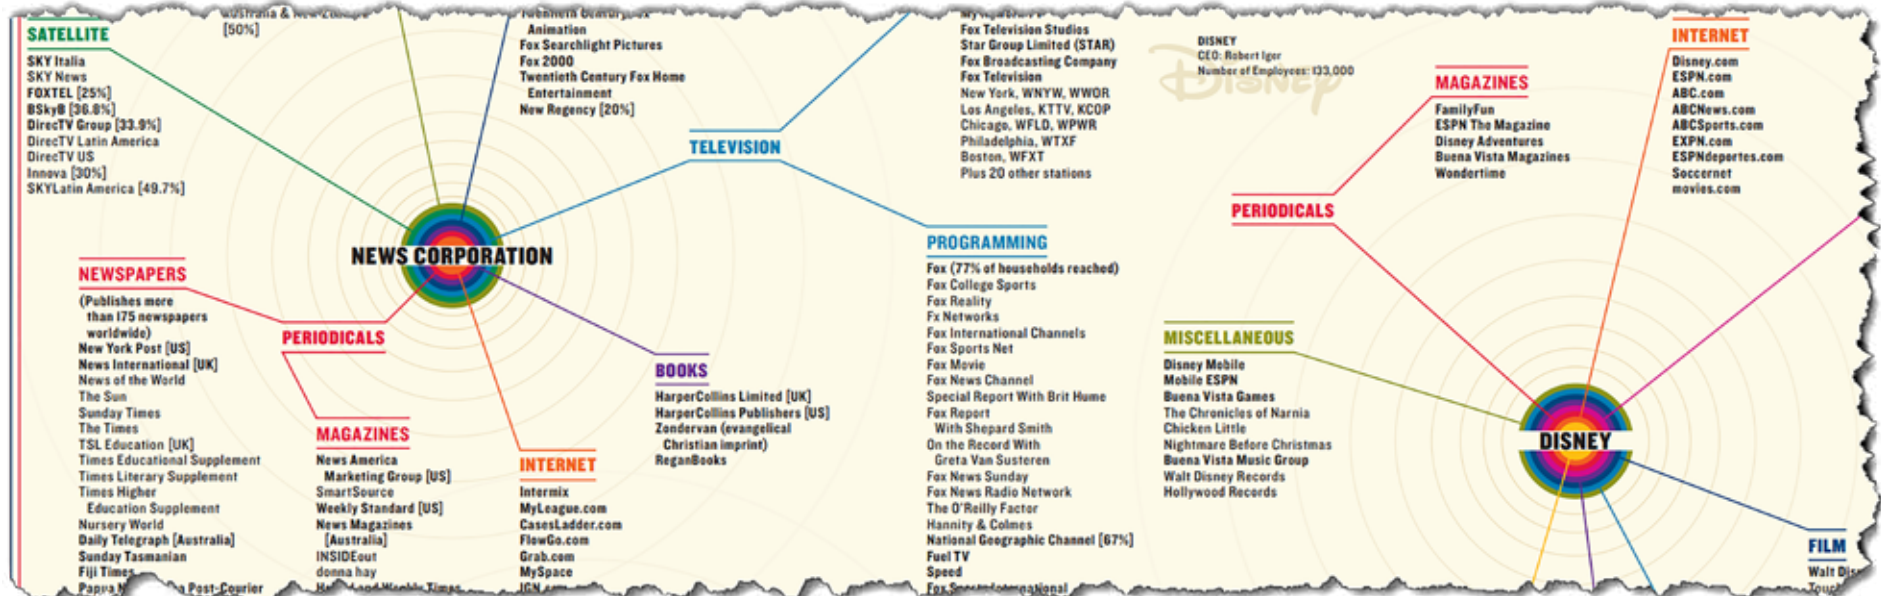 SATELLITE
SKY Italia
SKY News
FOXTEL [25%]
BSkyB [36.8%]
DirecTV Group [33.9%]
DirecTV Latin America
DirecTV US
Innova [30%]
SKYLatin America [49.7%]
[50%]
Animation
Fox Searchlight Pictures
Fox 2000
Twentieth Century Fox Home
Entertainment
New Regency [20%]
TELEVISION
Fox Television Studios
Star Group Limited (STAR)
Fox Broadcasting Company
Fox Television
New York, WNYW, WWOR
Los Angeles, KTTV, KCOP
Chicago, WFLD, WPWR
Philadelphia, WTXF
Boston, WFXT
Plus 20 other stations
NEWS CORPORATION
NEWSPAPERS
(Publishes more
than 175 newspapers
worldwide)
New York Post [US]
News International [UK]
News of the World
The Sun
Sunday Times
The Times
TSL Education [UK]
Times Educational Supplement
Times Literary Supplement
Times Higher
Education Supplement
Nursery World
Daily Telegraph [Australia]
Sunday Tasmanian
Fiji Times
Post-Courier
PERIODICALS
MAGAZINES
News America
Marketing Group [US]
SmartSource
Weekly Standard [US]
News Magazines
[Australia]
INSIDEout
donna hay
INTERNET
Intermix
MyLeague.com
CasesLadder.com
FlowGo.com
Grab.com
MySpace
BOOKS
HarperCollins Limited [UK]
HarperCollins Publishers [US]
Zondervan (evangelical
Christian imprint)
ReganBooks
PROGRAMMING
Fox (77% of households reached)
Fox College Sports
Fox Reality
Fx Networks
Fox International Channels
Fox Sports Net
Fox Movie
Fox News Channel
Special Report With Brit Hume
Fox Report
With Shepard Smith
On the Record With
Greta Van Susteren
Fox News Sunday
Fox News Radio Network
The O'Reilly Factor
Hannity & Colmes
National Geographic Channel [67%]
Fuel TV
Speed
Disney
DISNEY
CEO: Robert Iger
Number of Employees: 133,000
PERIODICALS
MAGAZINES
FamilyFun
ESPN The Magazine
Disney Adventures
Buena Vista Magazines
Wondertime
INTERNET
Disney.com
ESPN.com
ABC.com
ABCNews.com
ABCSports.com
EXPN.com
ESPNdeportes.com
Soccernet
movies.com
MISCELLANEOUS
Disney Mobile
Mobile ESPN
Buena Vista Games
The Chronicles of Narnia
Chicken Little
Nightmare Before Christmas
Buena Vista Music Group
Walt Disney Records
Hollywood Records
DISNEY
FILM
Walt